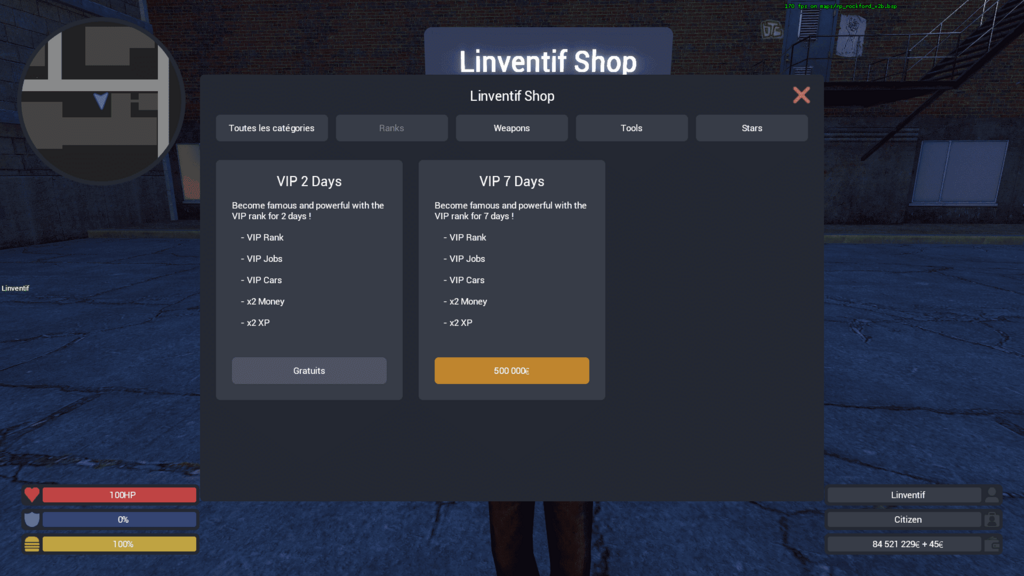 170 fps on maps/rp_rockford_v2b.bsp
Linventif Shop
Linventif Shop
Toutes les catégories
Ranks
Weapons
Tools
Stars
VIP 2 Days
Become famous and powerful with the
VIP rank for 2 days !
- VIP Rank
- VIP Jobs
- VIP Cars
- x2 Money
- x2 XP
Gratuits
VIP 7 Days
Become famous and powerful with the
VIP rank for 7 days !
- VIP Rank
- VIP Jobs
- VIP Cars
- x2 Money
- x2 XP
500 000€
Linventif
100HP
0%
100%
Linventif
Citizen
84 521 229€ + 45€